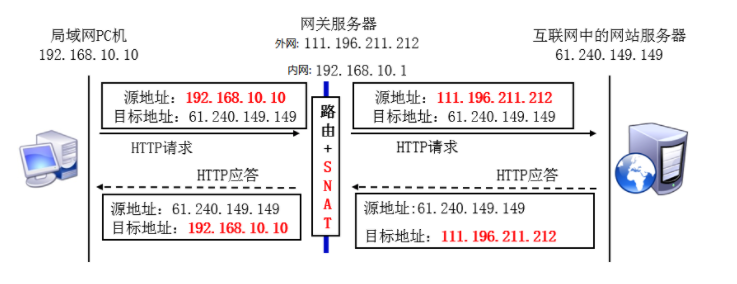 局域网PC机
192.168.10.10
网关服务器
外网: 111.196.211.212
内网: 192.168.10.1
互联网中的网站服务器
61.240.149.149
源地址: 192.168.10.10
目标地址: 61.240.149.149
HTTP请求
HTTP应答
源地址: 61.240.149.149
目标地址: 192.168.10.10
路由+SNAT
源地址: 111.196.211.212
目标地址: 61.240.149.149
HTTP请求
HTTP应答
源地址:61.240.149.149
目标地址: 111.196.211.212